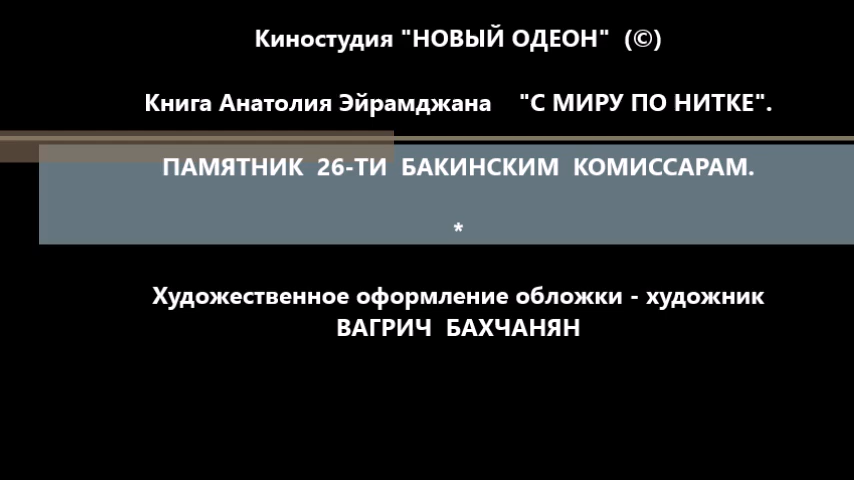 Киностудия "НОВЫЙ ОДЕОН" (©)
Книга Анатолия Эйрамджана "С МИРУ ПО НИТКЕ".
ПАМЯТНИК 26-ТИ БАКИНСКИМ КОМИССАРАМ.
*
Художественное оформление обложки - художник
ВАГРИЧ БАХЧАНЯН